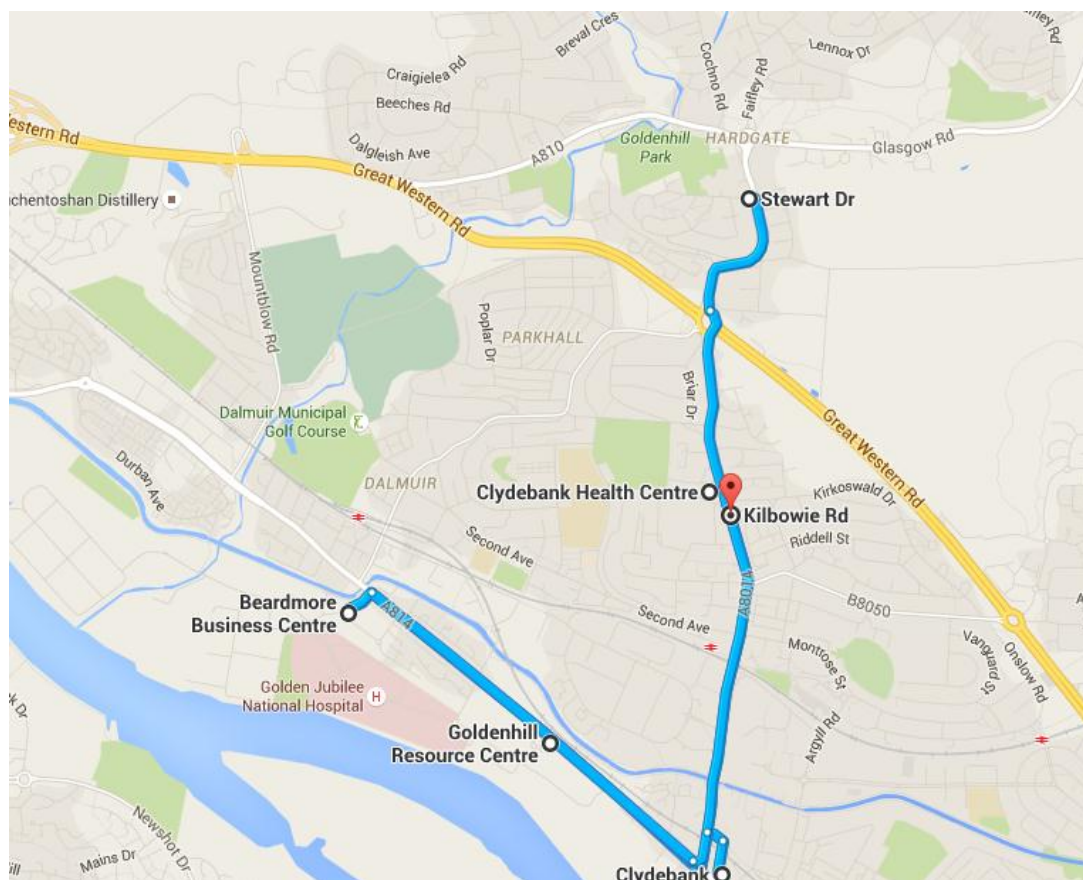 Breval Cres
Lennox Dr
Craigielea Rd
Cochno Rd
Faifley Rd
Beeches Rd
Western Rd
Goldenhill
Park
HARDGATE
Dalgleish Ave
A810
Glasgow Rd
Great Western Rd
Stewart Dr
Mountblow Rd
Poplar Dr
PARKHALL
Briar Dr
Great Western Rd
Dalmuir Municipal
Golf Course
Durban Ave
DALMUIR
Clydebank Health Centre
Kirkoswald Dr
Kilbowie Rd
Riddell St
Second Ave
A8014
B8050
Beardmore
Business Centre
A814
Second Ave
Montrose St
Vanguard St
Onslow Rd
Golden Jubilee
National Hospital
H
Goldenhill
Resource Centre
Argyll Rd
Newshot Dr
Mains Dr
Clydebank